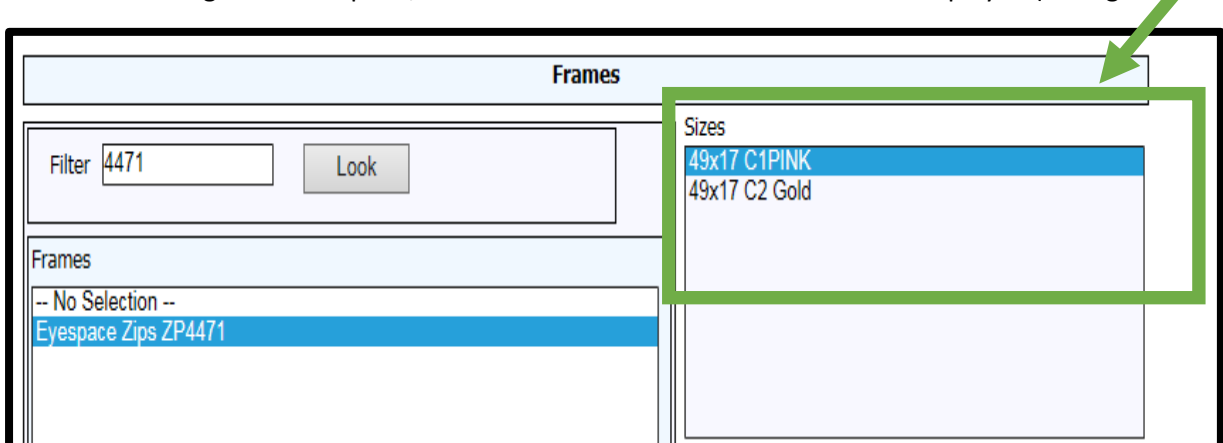 Frames
Filter 4471 Look
Sizes
49x17 C1PINK
49x17 C2 Gold
Frames
-- No Selection --
Eyespace Zips ZP4471